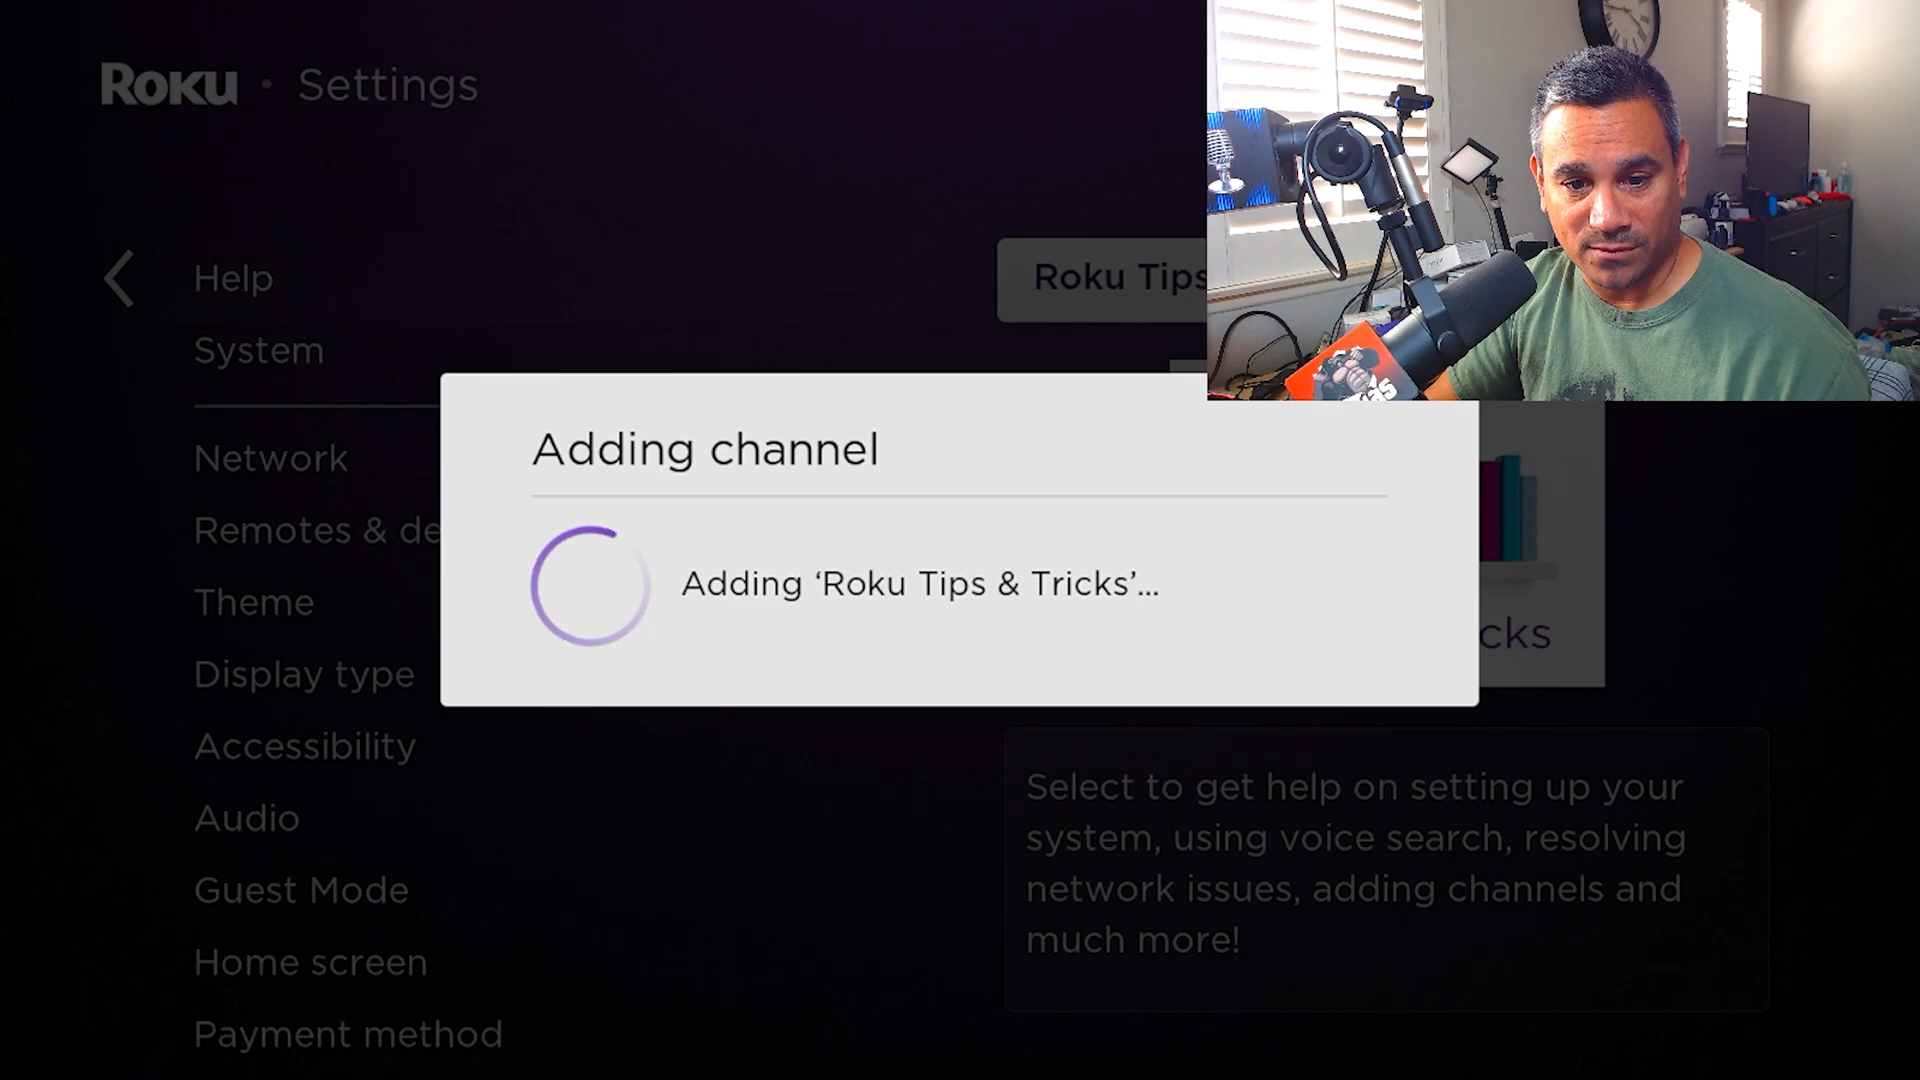 Roku • Settings
Help
Roku Tips
System
Adding channel
Network
Remotes & de
Adding ‘Roku Tips & Tricks’...
Theme
cks
Display type
Accessibility
Select to get help on setting up your
system, using voice search, resolving
network issues, adding channels and
much more!
Audio
Guest Mode
Home screen
Payment method